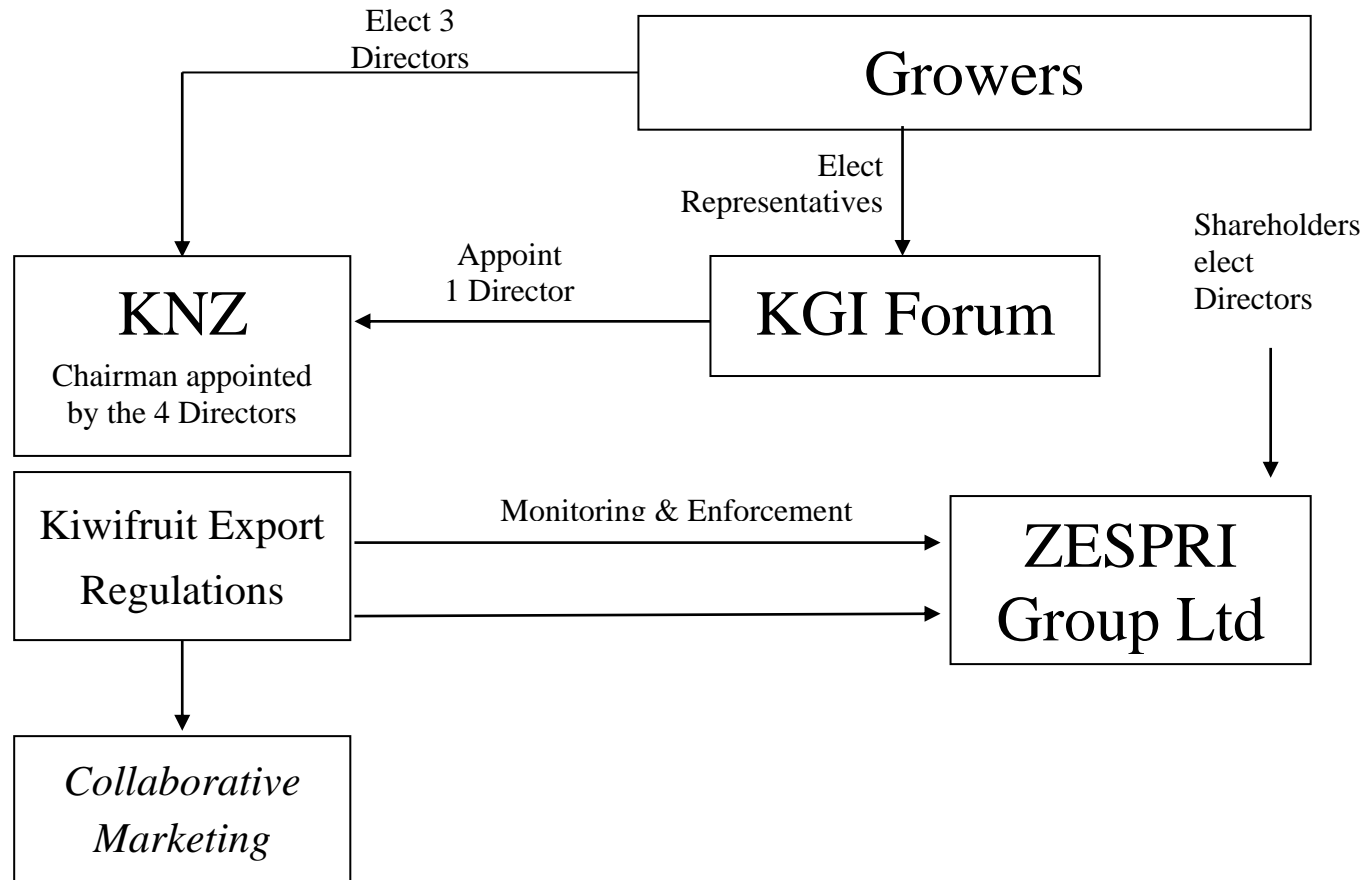 Elect 3
Directors
Growers
Elect
Representatives
Shareholders
elect
Directors
KNZ
Chairman appointed
by the 4 Directors
Appoint
1 Director
KGI Forum
Kiwifruit Export
Regulations
Monitoring & Enforcement
ZESPRI
Group Ltd
Collaborative
Marketing